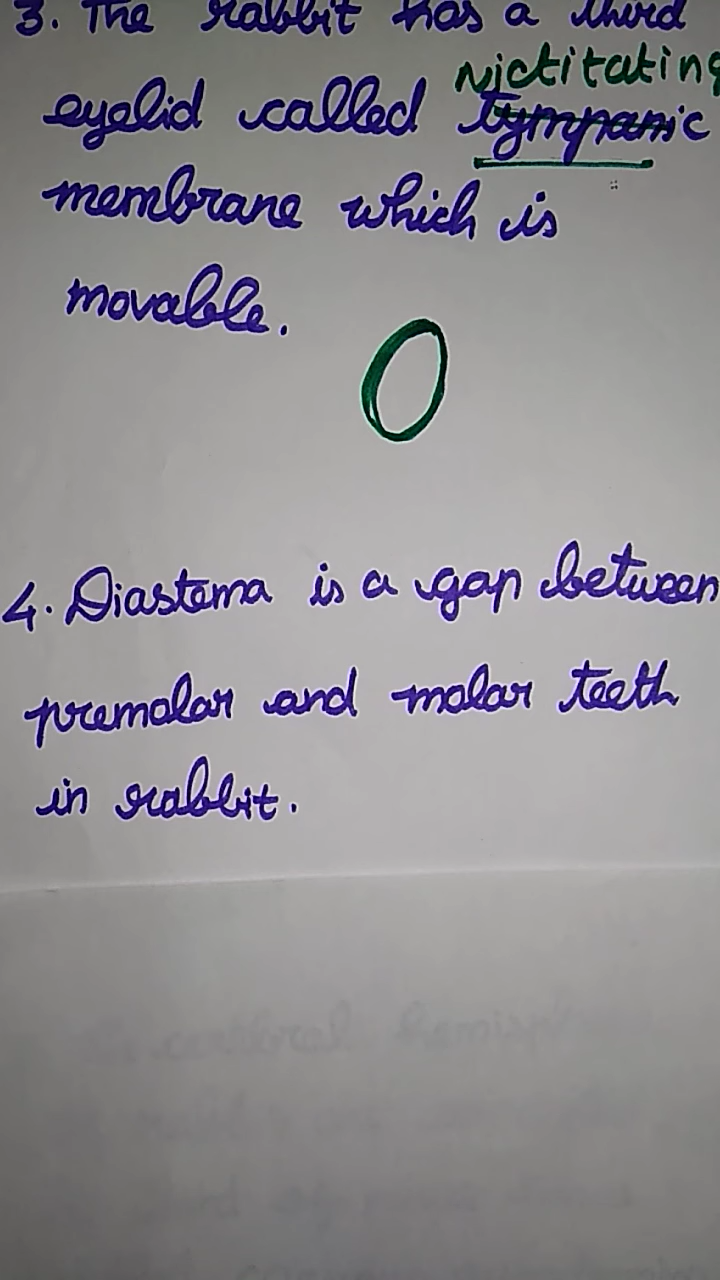 3. The rabbit has a third
Nictitating
eyelid called tympanic
membrane which is
movable.
0
4. Diastema is a gap between
premolar and molar teeth
in rabbit.
cerebral